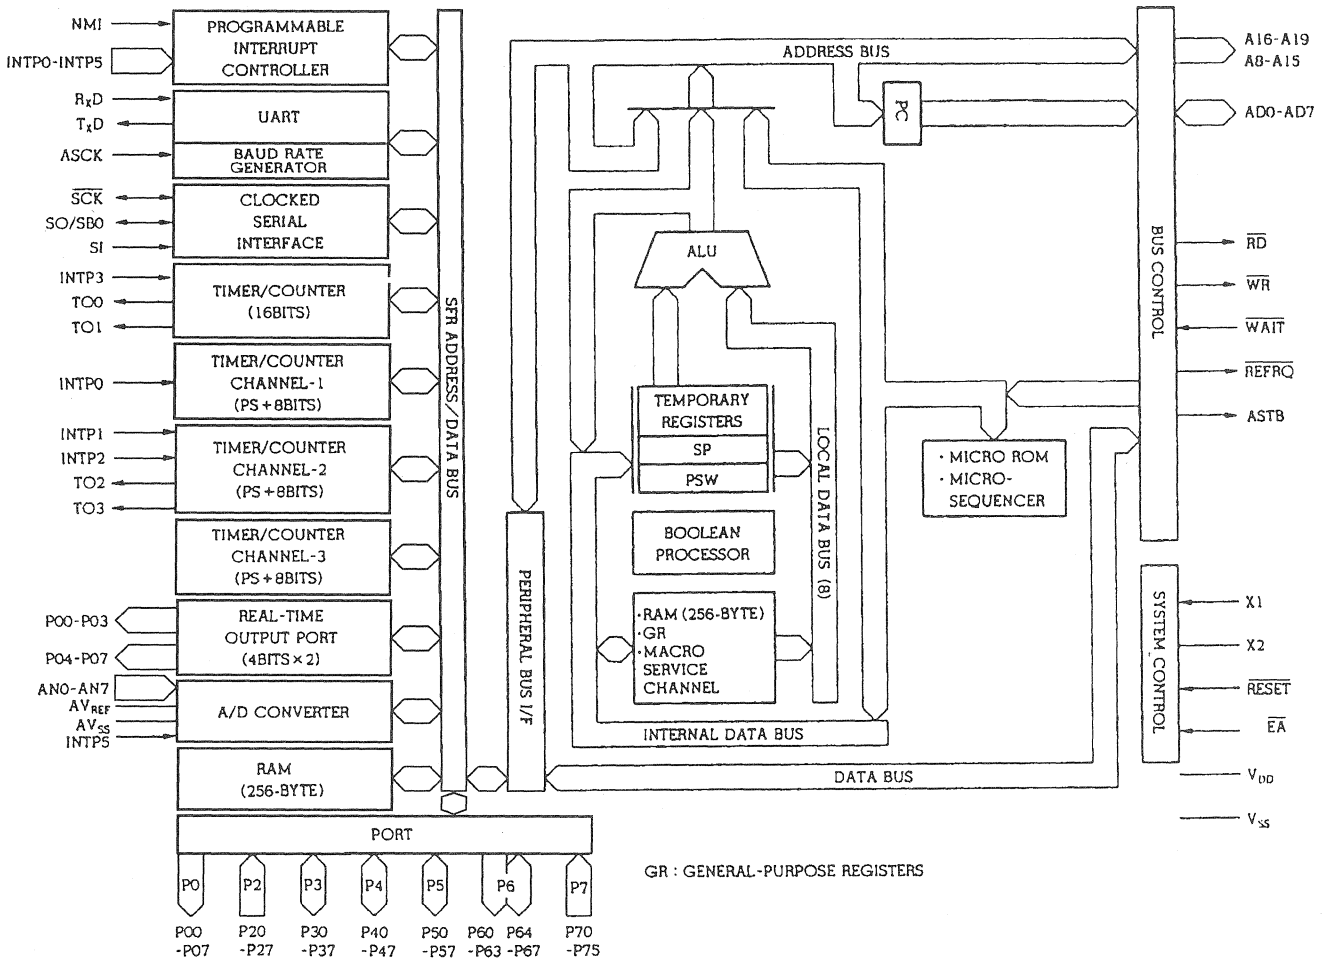 NMI
INTP0-INTP5
PROGRAMMABLE
INTERRUPT
CONTROLLER
RxD
TxD
ASCK
UART
BAUD RATE
GENERATOR
SCK
SO/SB0
SI
CLOCKED
SERIAL
INTERFACE
INTP3
TO0
TO1
TIMER/COUNTER
(16BITS)
INTP0
TIMER/COUNTER
CHANNEL-1
(PS+8BITS)
INTP1
INTP2
TO2
TO3
TIMER/COUNTER
CHANNEL-2
(PS+8BITS)
TIMER/COUNTER
CHANNEL-3
(PS+8BITS)
P00-P03
P04-P07
REAL-TIME
OUTPUT PORT
(4BITS×2)
AN0-AN7
AVREF
AVSS
INTP5
A/D CONVERTER
RAM
(256-BYTE)
SFR ADDRESS/DATA BUS
PERIPHERAL BUS I/F
ADDRESS BUS
PC
ALU
TEMPORARY
REGISTERS
SP
PSW
BOOLEAN
PROCESSOR
·RAM (256-BYTE)
·GR
·MACRO
SERVICE
CHANNEL
LOCAL DATA BUS (8)
INTERNAL DATA BUS
DATA BUS
· MICRO ROM
· MICRO-
SEQUENCER
BUS CONTROL
A16-A19
A8-A15
AD0-AD7
RD
WR
WAIT
REFRQ
ASTB
SYSTEM CONTROL
X1
X2
RESET
EA
VDD
VSS
PORT
P0
P2
P3
P4
P5
P6
P7
P00
-P07
P20
-P27
P30
-P37
P40
-P47
P50
-P57
P60
-P63
P64
-P67
P70
-P75
GR : GENERAL-PURPOSE REGISTERS